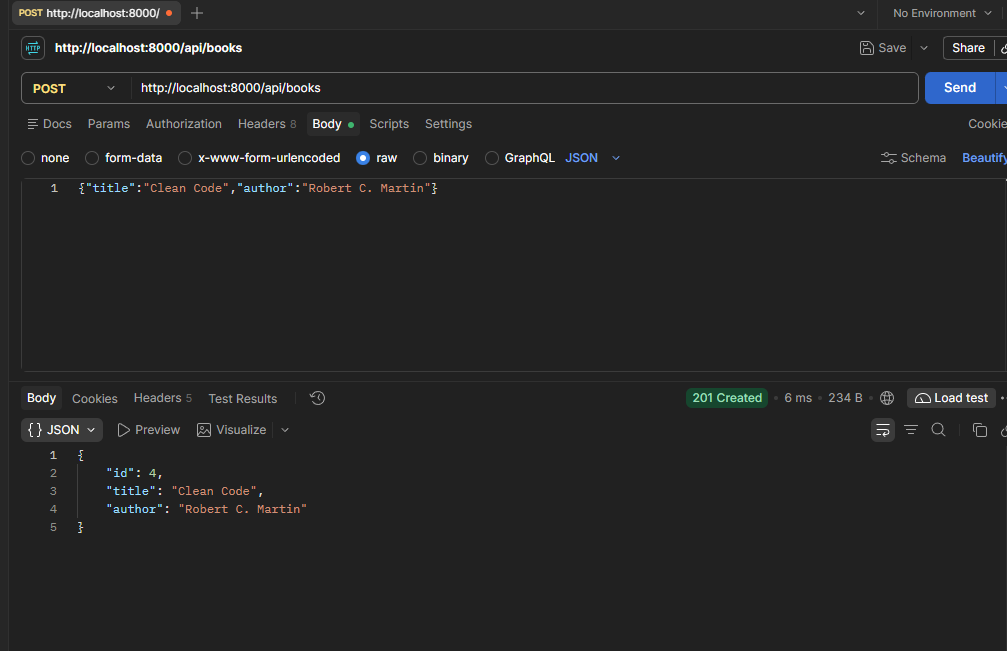 POST http://localhost:8000/ No Environment
HTTP http://localhost:8000/api/books Save Share
POST http://localhost:8000/api/books Send
Docs Params Authorization Headers 8 Body Scripts Settings Cookie
none form-data x-www-form-urlencoded raw binary GraphQL JSON Schema Beautify
1 {"title":"Clean Code","author":"Robert C. Martin"}
Body Cookies Headers 5 Test Results 201 Created 6 ms 234 B Load test
{} JSON Preview Visualize
1 {
2 "id": 4,
3 "title": "Clean Code",
4 "author": "Robert C. Martin"
5 }